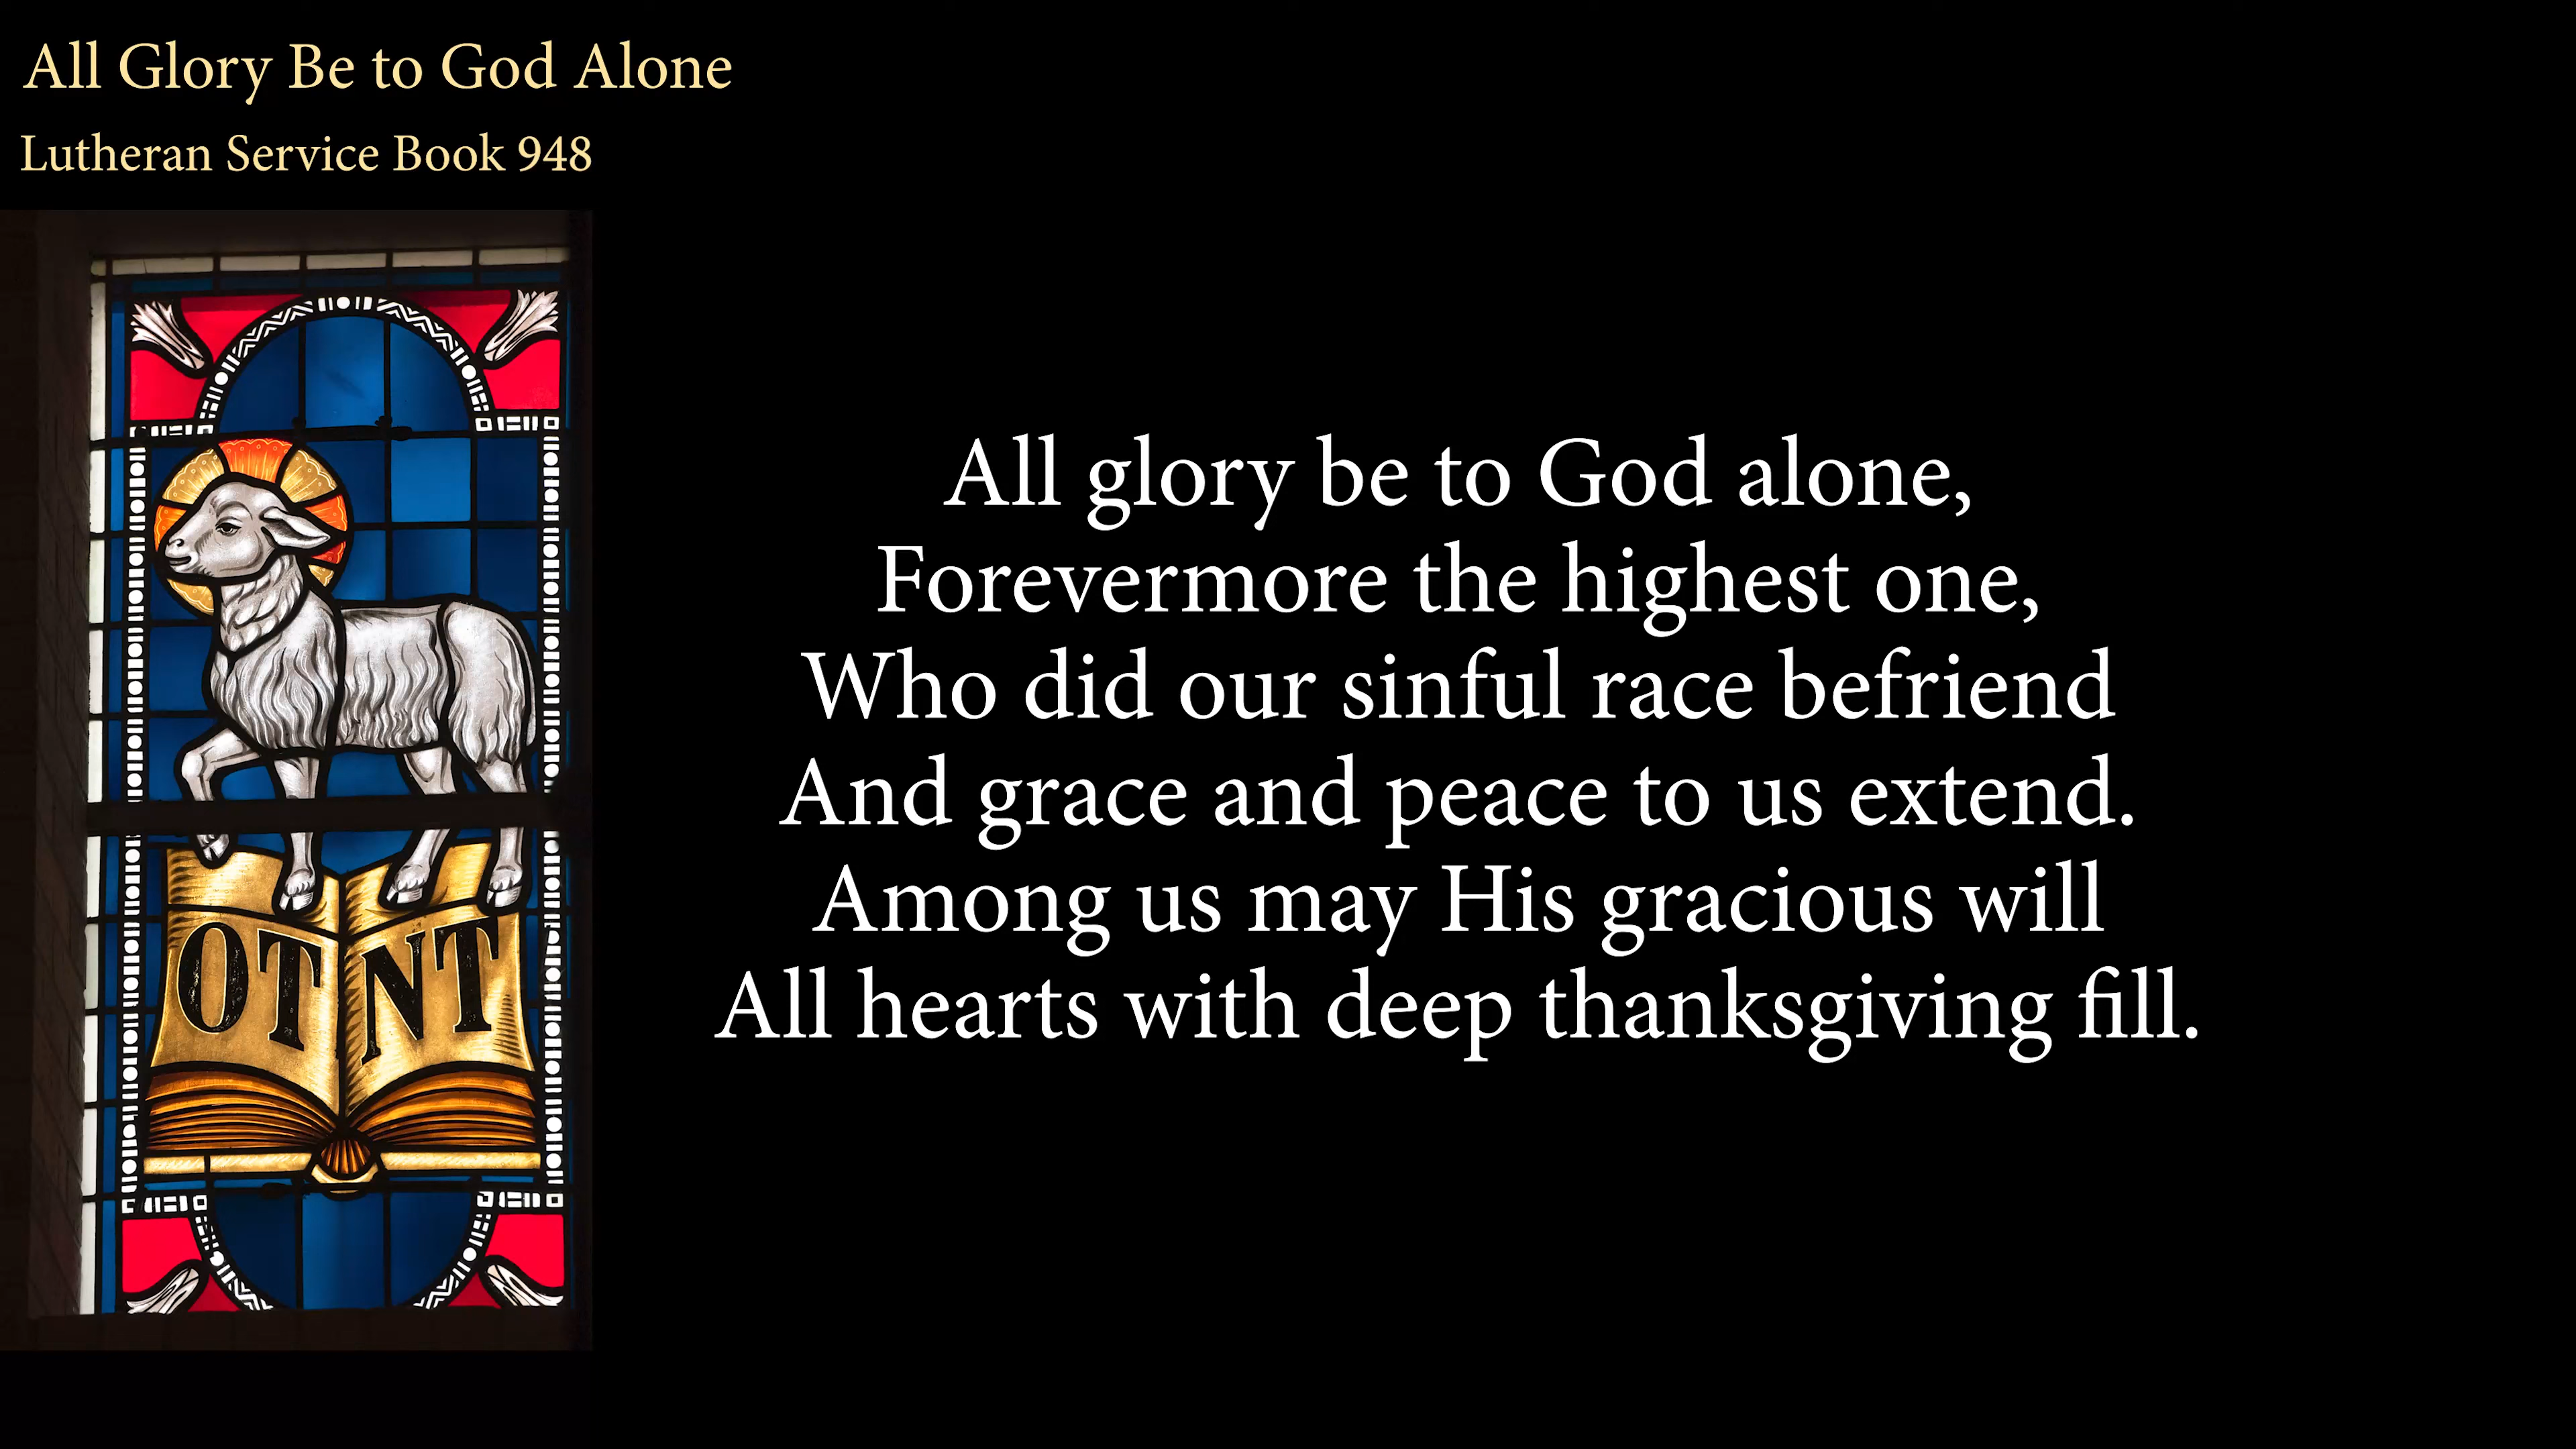 All Glory Be to God Alone
Lutheran Service Book 948
All glory be to God alone,
Forevermore the highest one,
Who did our sinful race befriend
And grace and peace to us extend.
Among us may His gracious will
All hearts with deep thanksgiving fill.
OT NT